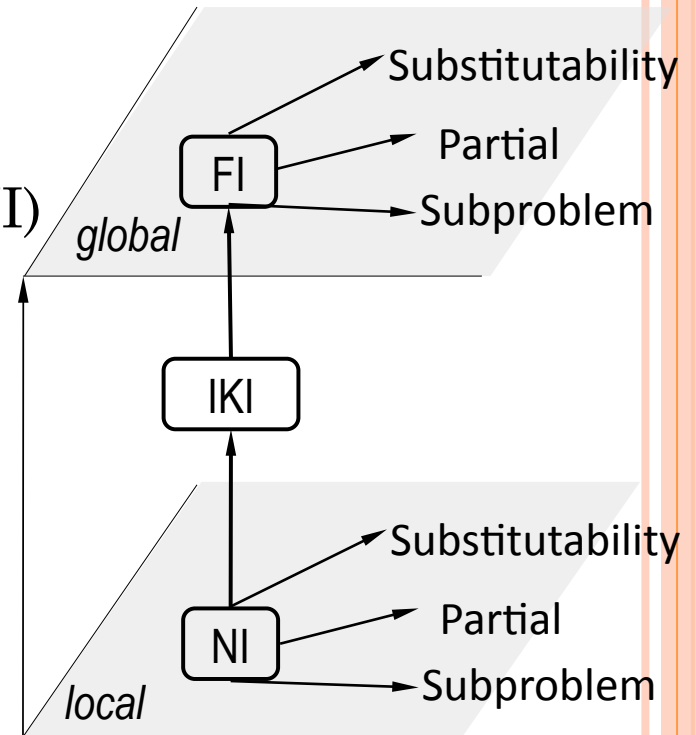 Substitutability
Partial
FI
Subproblem
I)
global
IKI
Substitutability
Partial
NI
Subproblem
local